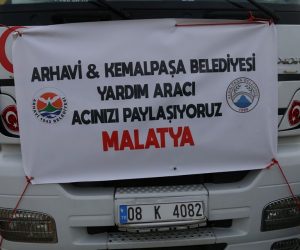 ARHAVİ & KEMALPAŞA BELEDİYESİ
YARDIM ARACI
ACINIZI PAYLAŞIYORUZ
MALATYA
08 K 4082